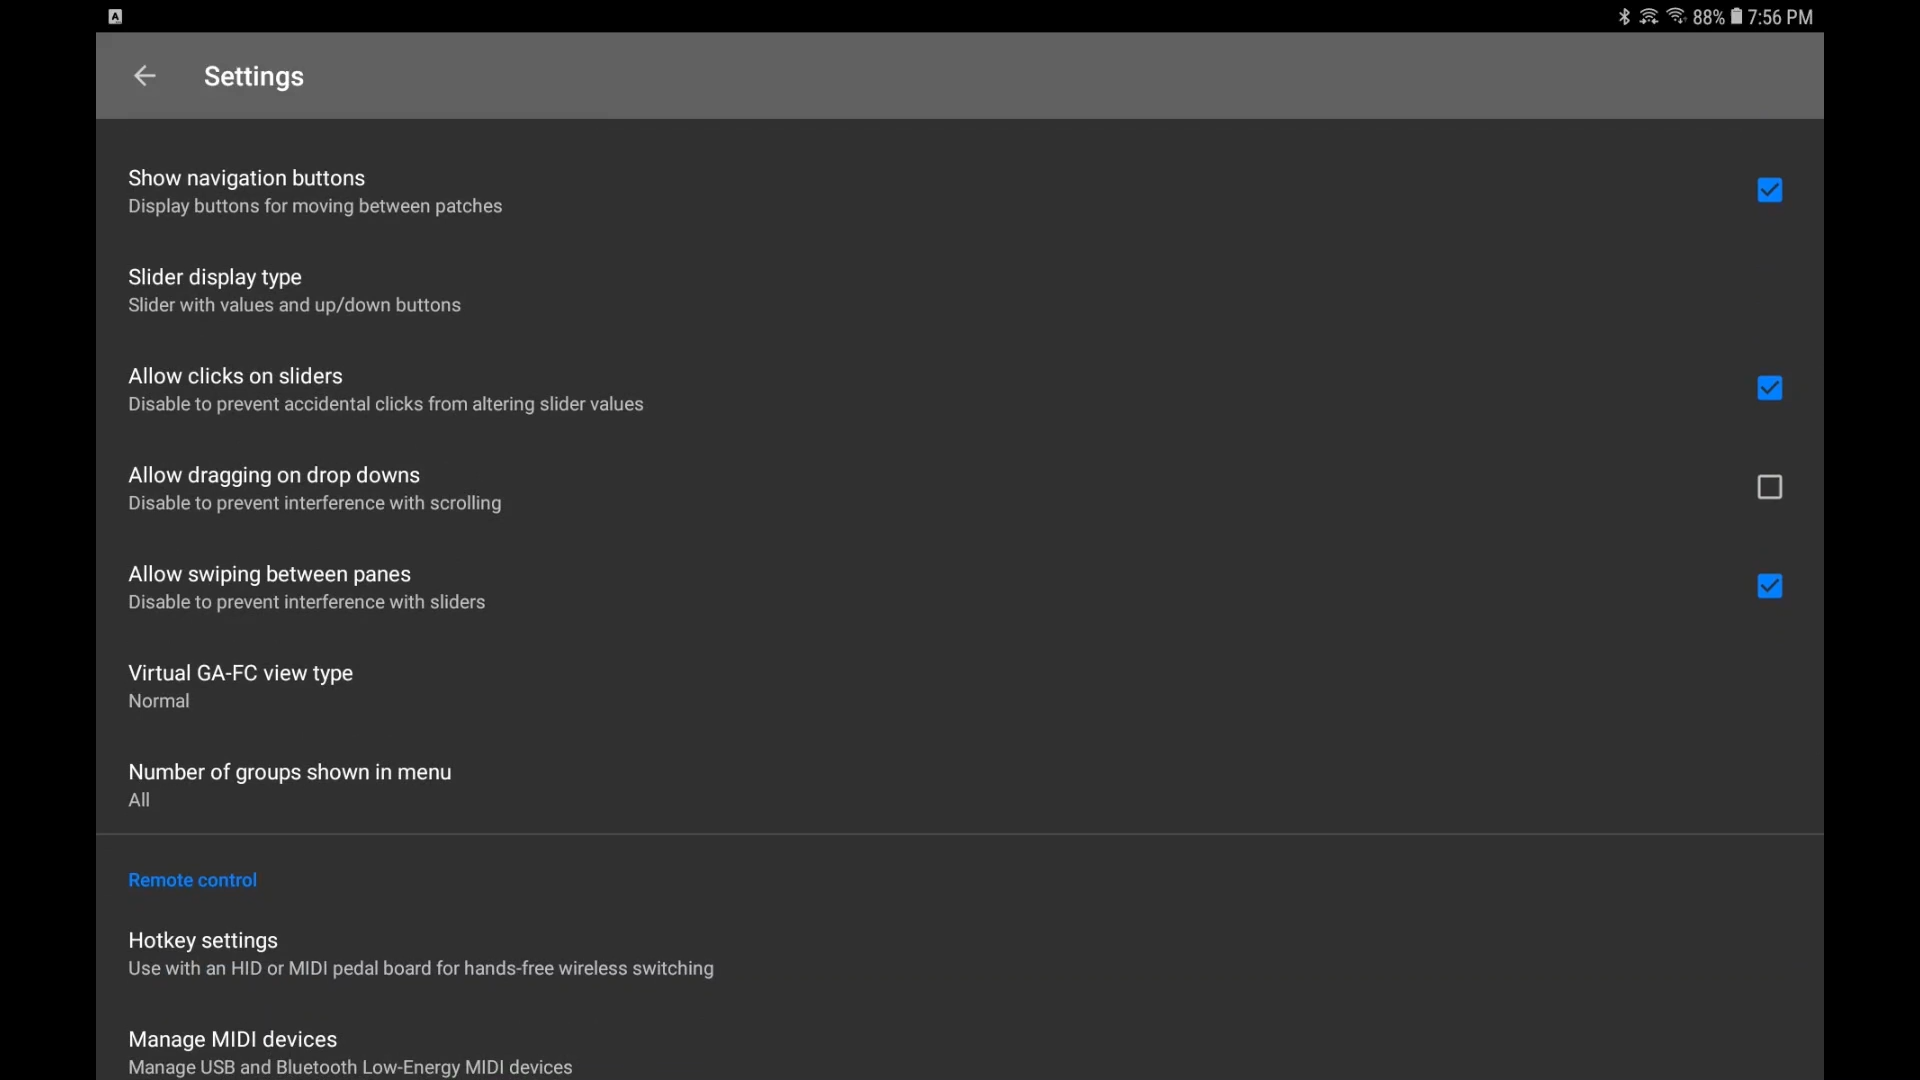 A
88% 7:56 PM
Settings
Show navigation buttons
Display buttons for moving between patches
Slider display type
Slider with values and up/down buttons
Allow clicks on sliders
Disable to prevent accidental clicks from altering slider values
Allow dragging on drop downs
Disable to prevent interference with scrolling
Allow swiping between panes
Disable to prevent interference with sliders
Virtual GA-FC view type
Normal
Number of groups shown in menu
All
Remote control
Hotkey settings
Use with an HID or MIDI pedal board for hands-free wireless switching
Manage MIDI devices
Manage USB and Bluetooth Low-Energy MIDI devices